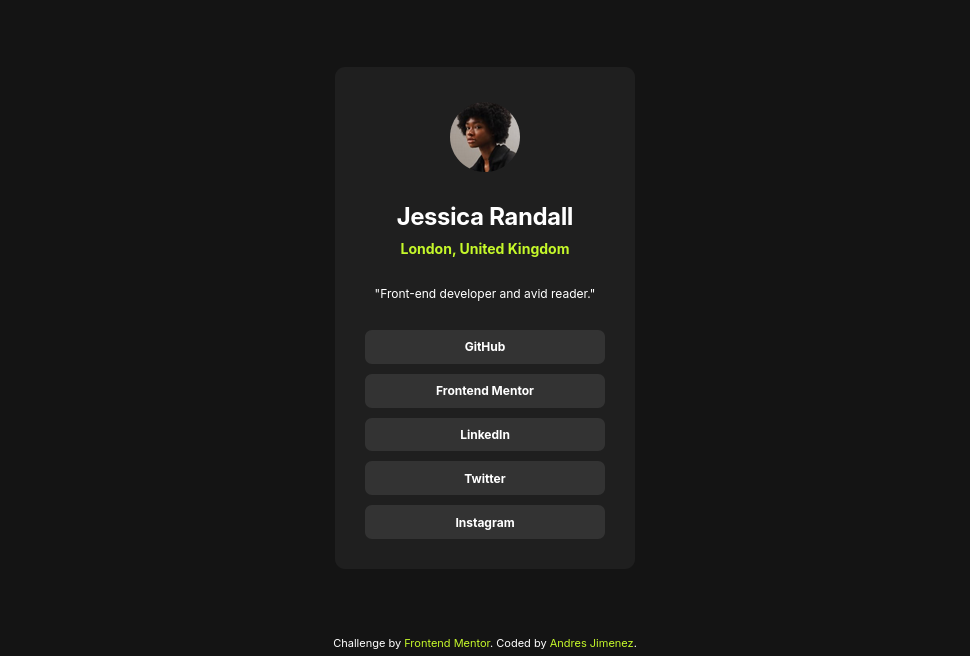 Jessica Randall
London, United Kingdom
"Front-end developer and avid reader."
GitHub
Frontend Mentor
LinkedIn
Twitter
Instagram
Challenge by Frontend Mentor. Coded by Andres Jimenez.